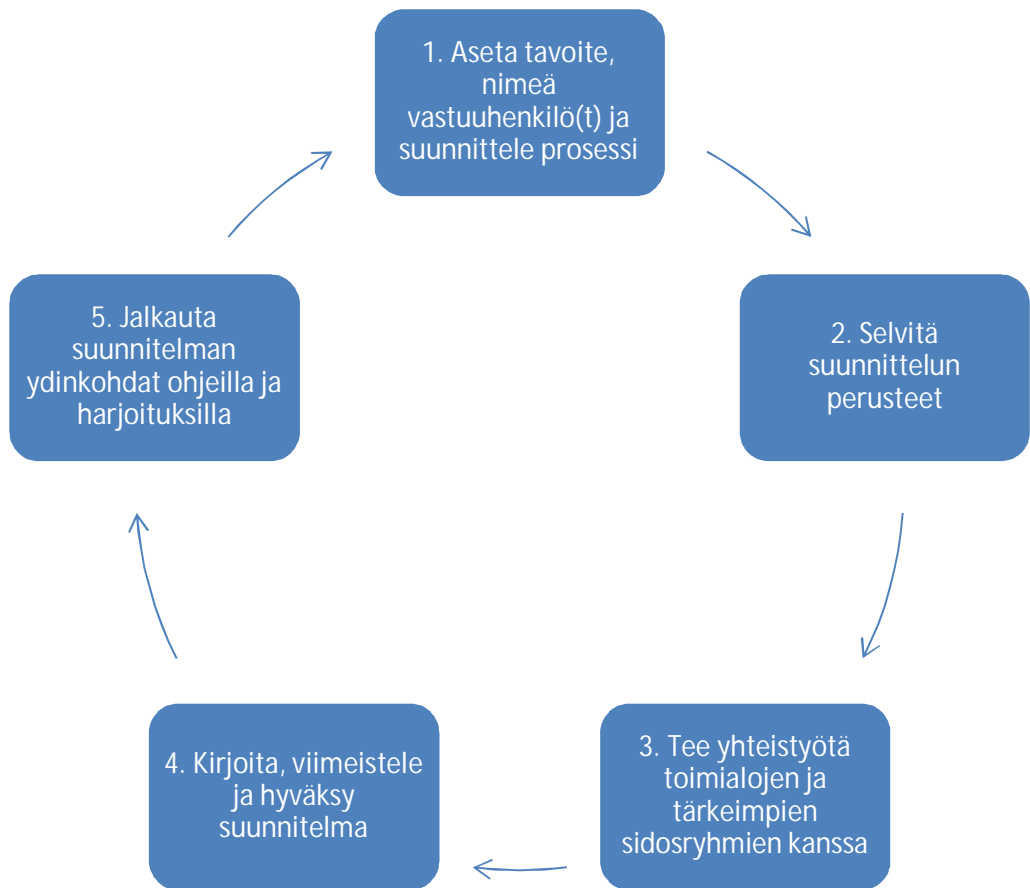 1. Aseta tavoite,
nimeä
vastuuhenkilö(t) ja
suunnittele prosessi
2. Selvitä
suunnittelun
perusteet
3. Tee yhteistyötä
toimialojen ja
tärkeimpien
sidosryhmien kanssa
4. Kirjoita, viimeistele
ja hyväksy
suunnitelma
5. Jalkauta
suunnitelman
ydinkohdat ohjeilla ja
harjoituksilla